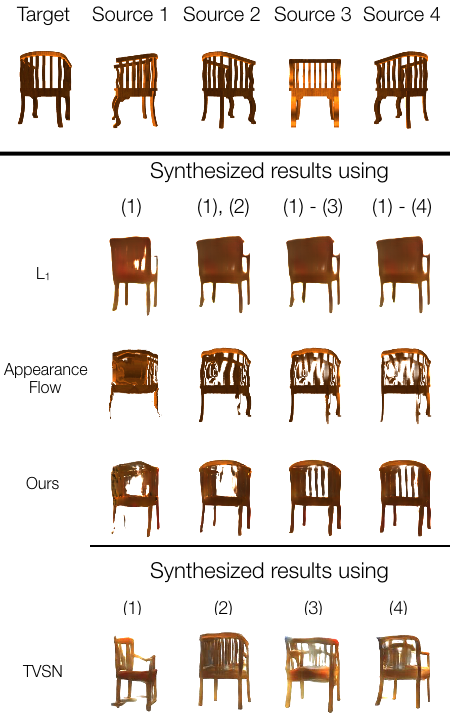 Target Source 1 Source 2 Source 3 Source 4
Synthesized results using
(1) (1), (2) (1) - (3) (1) - (4)
L₁
Appearance
Flow
Ours
Synthesized results using
(1) (2) (3) (4)
TVSN